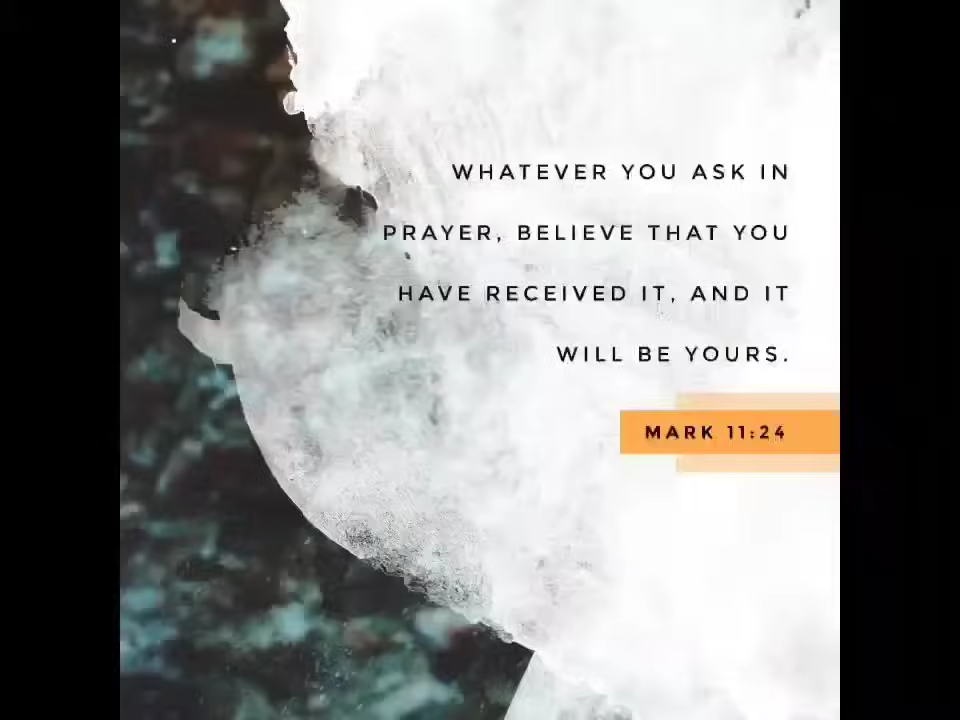 WHATEVER YOU ASK IN
PRAYER, BELIEVE THAT YOU
HAVE RECEIVED IT, AND IT
WILL BE YOURS.
MARK 11:24